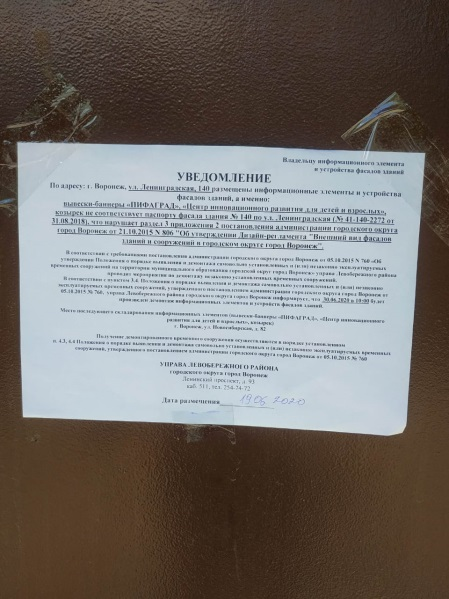 Владельцу информационного элемента
и устройства фасадов зданий
УВЕДОМЛЕНИЕ
По адресу: г. Воронеж, ул. Ленинградская, 140 размещены информационные элементы и устройства
фасадов зданий, а именно:
вывески-баннеры «ПИФАГРАД», «Центр инновационного развития для детей и взрослых»,
козырек не соответствует паспорту фасада здания № 140 по ул. Ленинградская (№ 41-140-2272 от
31.08.2018), что нарушает раздел 3 приложения 2 постановления администрации городского округа
город Воронеж от 21.10.2015 N 806 "Об утверждении Дизайн-регламента "Внешний вид фасадов
зданий и сооружений в городском округе город Воронеж".
В соответствии с требованиями постановления администрации городского округа город Воронеж от 05.10.2015 N 760 «Об
утверждении Положения о порядке выявления и демонтажа самовольно установленных и (или) незаконно эксплуатируемых
временных сооружений на территории муниципального образования городской округ город Воронеж» управа Левобережного района
проводит мероприятия по демонтажу незаконно установленных объектов.
В соответствии с пунктом 3.4. Положения о порядке выявления и демонтажа самовольно установленных и (или) незаконно
эксплуатируемых временных сооружений, утвержденного постановлением администрации городского округа город Воронеж от
05.10.2015 № 760, управа Левобережного района городского округа город Воронеж информирует, что 30.06.2020 в 10:00 будет
произведен демонтаж информационных элементов и устройств фасадов зданий.
Место последующего складирования информационных элементов (вывески-баннеры «ПИФАГРАД», «Центр инновационного
развития для детей и взрослых», козырек)
г. Воронеж, ул. Новосибирская, д. 82
Получение демонтированного временного сооружения осуществляется в порядке установленном
п. 4.3, 4.4 Положения о порядке выявления и демонтажа самовольно установленных и (или) незаконно эксплуатируемых временных
сооружений, утвержденного постановлением администрации городского округа город Воронеж от 05.10.2015 № 760
УПРАВА ЛЕВОБЕРЕЖНОГО РАЙОНА
городского округа город Воронеж
Ленинский проспект, д. 93
каб. 311, тел. 254-74-72
Дата размещения 19.06.2020